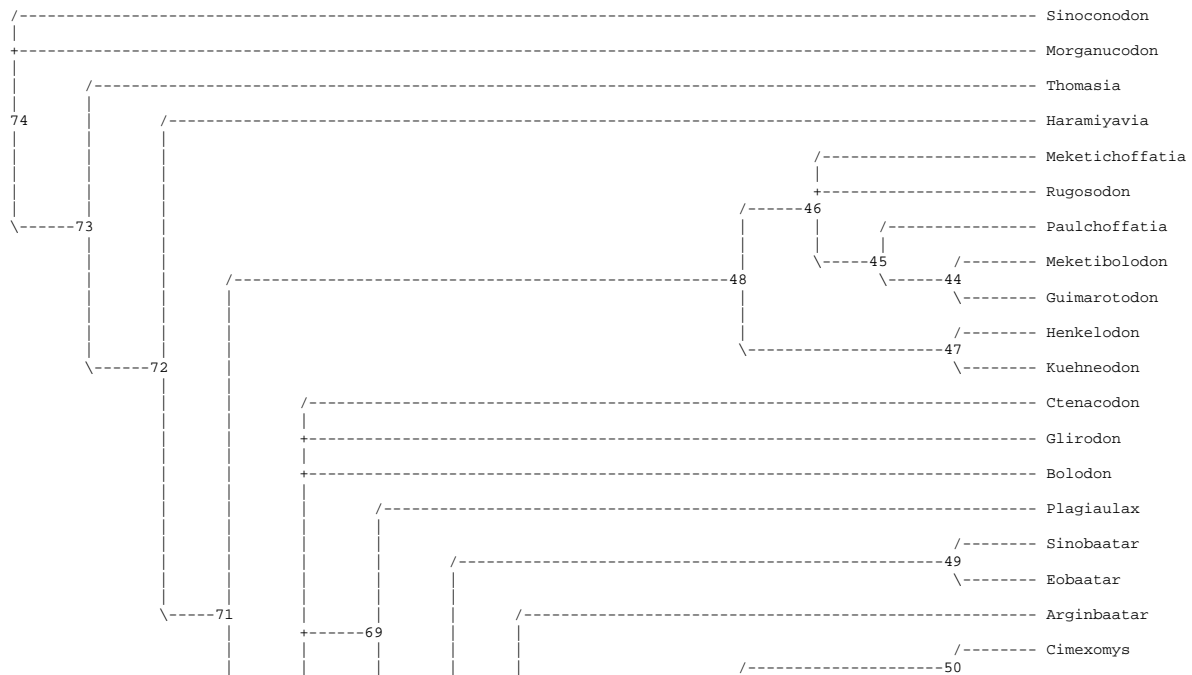 Sinoconodon
Morganucodon
Thomasia
74 Haramiyavia
Meketichoffatia
Rugosodon
46
73 Paulchoffatia
45 Meketibolodon
48 44
Guimarotodon
Henkelodon
47
72 Kuehneodon
Ctenacodon
Glirodon
Bolodon
Plagiaulax
Sinobaatar
49
Eobaatar
71 Arginbaatar
69
Cimexomys
50